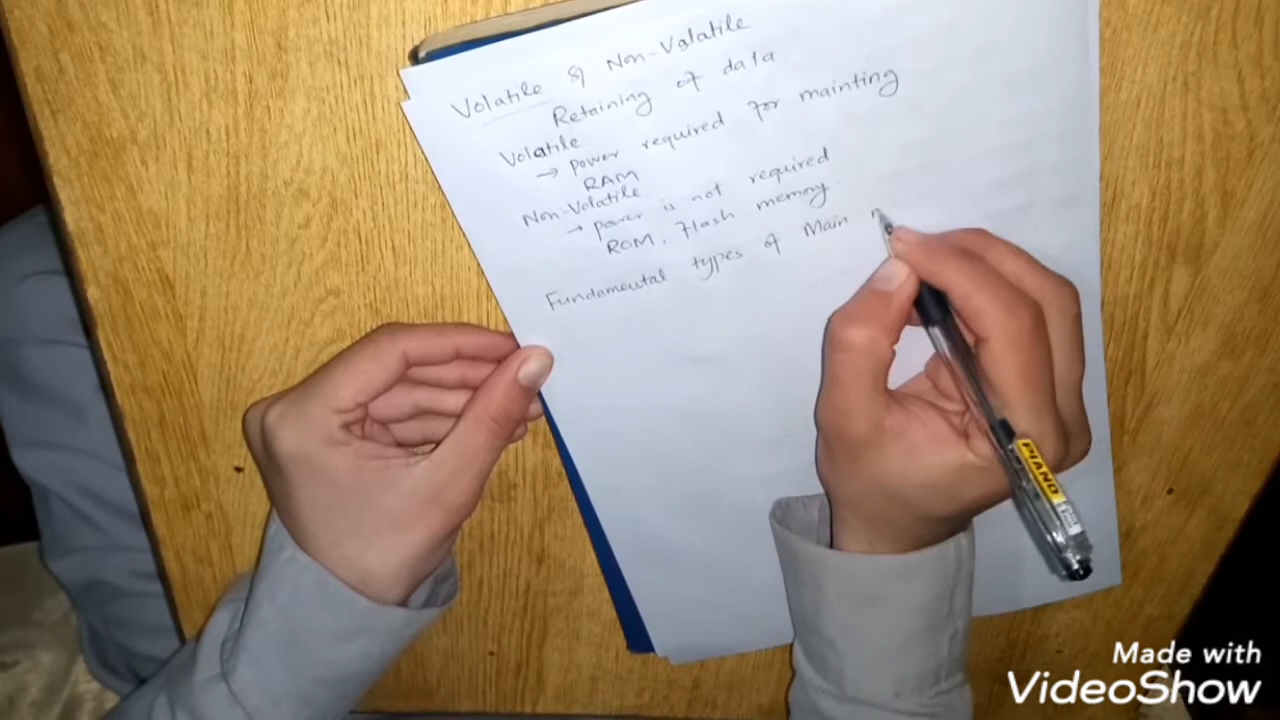 Volatile & Non-Volatile
Retaining of data
Volatile
→ power required for mainting
RAM
Non-Volatile
→ power is not required
ROM, Flash memory
Fundamental types of Main
PIANO
Made with
VideoShow